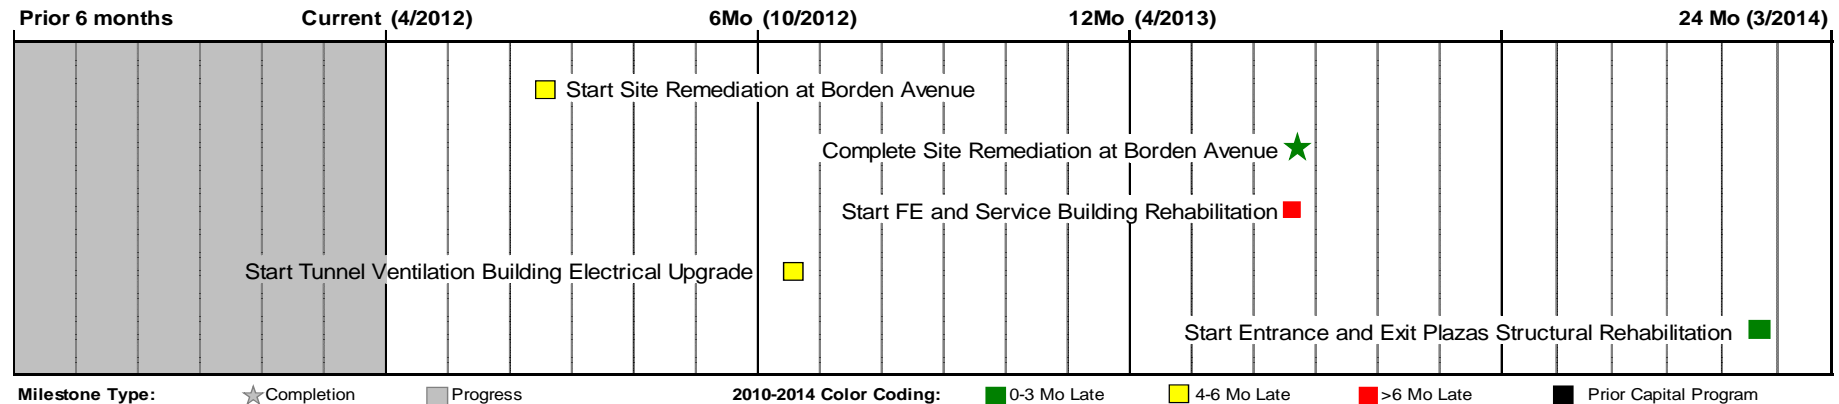 Prior 6 months Current (4/2012) 6Mo (10/2012) 12Mo (4/2013) 24 Mo (3/2014)
Start Site Remediation at Borden Avenue
Complete Site Remediation at Borden Avenue
Start FE and Service Building Rehabilitation
Start Tunnel Ventilation Building Electrical Upgrade
Start Entrance and Exit Plazas Structural Rehabilitation
Milestone Type: Completion Progress 2010-2014 Color Coding: 0-3 Mo Late 4-6 Mo Late >6 Mo Late Prior Capital Program